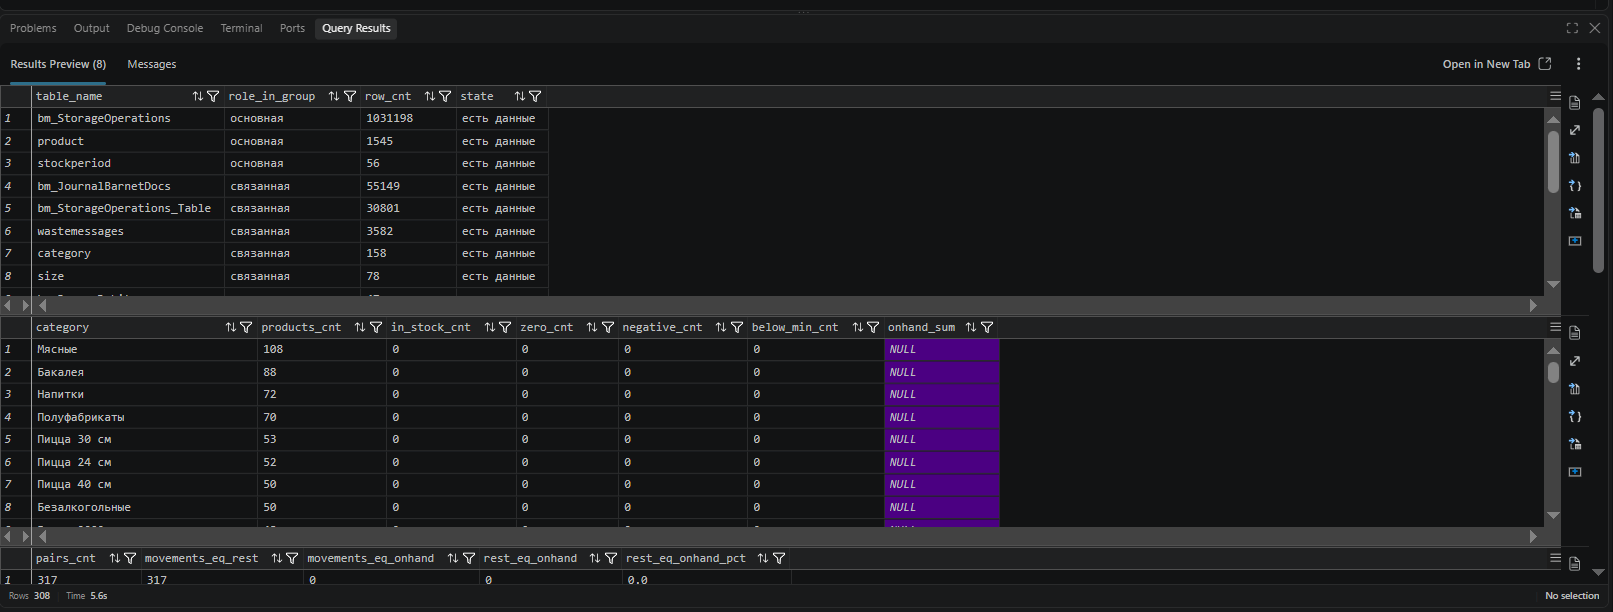 Problems Output Debug Console Terminal Ports Query Results
Results Preview (8) Messages Open in New Tab
table_name role_in_group row_cnt state
1 bm_StorageOperations основная 1031198 есть данные
2 product основная 1545 есть данные
3 stockperiod основная 56 есть данные
4 bm_JournalBarnetDocs связанная 55149 есть данные
5 bm_StorageOperations_Table связанная 30801 есть данные
6 wastemessages связанная 3582 есть данные
7 category связанная 158 есть данные
8 size связанная 78 есть данные
category products_cnt in_stock_cnt zero_cnt negative_cnt below_min_cnt onhand_sum
1 Мясные 108 0 0 0 0 NULL
2 Бакалея 88 0 0 0 0 NULL
3 Напитки 72 0 0 0 0 NULL
4 Полуфабрикаты 70 0 0 0 0 NULL
5 Пицца 30 см 53 0 0 0 0 NULL
6 Пицца 24 см 52 0 0 0 0 NULL
7 Пицца 40 см 50 0 0 0 0 NULL
8 Безалкогольные 50 0 0 0 0 NULL
pairs_cnt movements_eq_rest movements_eq_onhand rest_eq_onhand rest_eq_onhand_pct
1 317 317 0 0 0.0
Rows 308 Time 5.6s No selection